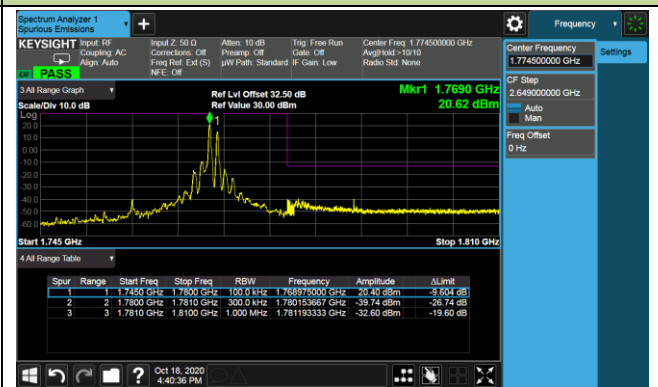 Spectrum Analyzer 1
Spurious Emissions
Frequency
KEYSIGHT
Input: RF
Coupling: AC
Align: Auto
Input Z: 50 Ω
Corrections: Off
Freq Ref: Ext (S)
NFE: Off
Atten: 10 dB
Preamp: Off
µW Path: Standard
Trig: Free Run
Gate: Off
IF Gain: Low
Center Freq: 1.774500000 GHz
Avg|Hold:>10/10
Radio Std: None
LXI PASS
Center Frequency
1.774500000 GHz
Settings
CF Step
2.649000000 GHz
Auto
Man
Freq Offset
0 Hz
3 All Range Graph
Scale/Div 10.0 dB
Ref Lvl Offset 32.50 dB
Ref Value 30.00 dBm
Mkr1 1.7690 GHz
20.62 dBm
Log
1
20.0
10.0
0.00
-10.0
-20.0
-30.0
-40.0
-50.0
-60.0
Start 1.745 GHz
Stop 1.810 GHz
4 All Range Table
Spur Range Start Freq Stop Freq RBW Frequency Amplitude ΔLimit
1 1 1.7450 GHz 1.7800 GHz 100.0 kHz 1.768975000 GHz 20.40 dBm -9.604 dB
2 2 1.7800 GHz 1.7810 GHz 300.0 kHz 1.780153667 GHz -39.74 dBm -26.74 dB
3 3 1.7810 GHz 1.8100 GHz 1.000 MHz 1.781193333 GHz -32.60 dBm -19.60 dB
?
Oct 18, 2020
4:40:36 PM